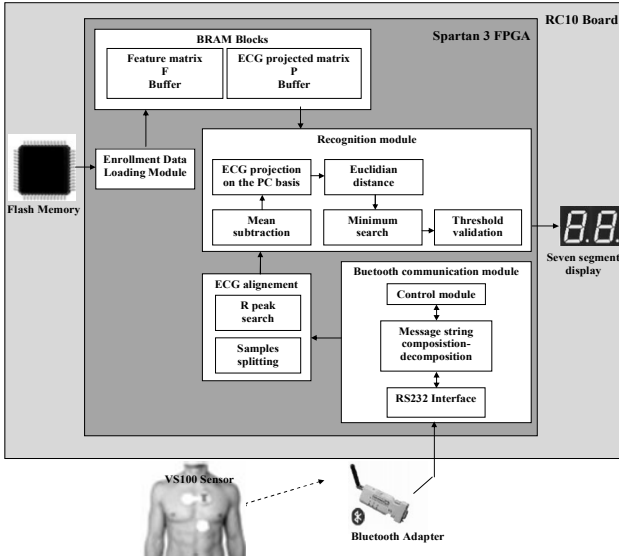 RC10 Board
Spartan 3 FPGA
BRAM Blocks
Feature matrix
F
Buffer
ECG projected matrix
P
Buffer
Flash Memory
Enrollment Data
Loading Module
Recognition module
ECG projection
on the PC basis
Euclidian
distance
Mean
subtraction
Minimum
search
Threshold
validation
8.8.
Seven segment
display
ECG alignement
R peak
search
Samples
splitting
Buetooth communication module
Control module
Message string
composistion-
decomposition
RS232 Interface
VS100 Sensor
Bluetooth Adapter